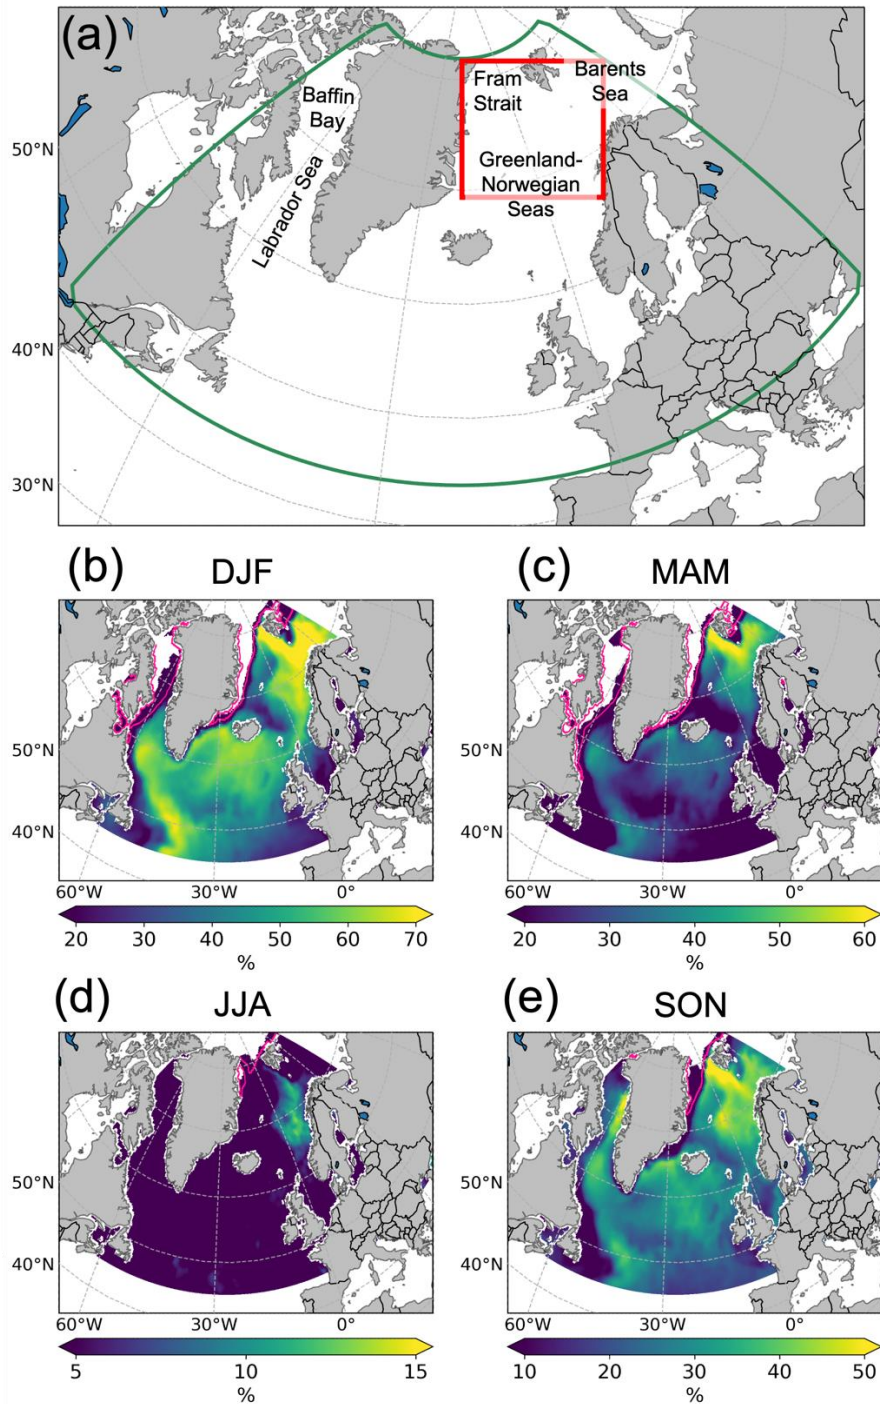 (a)
Baffin
Bay
Labrador Sea
Fram
Strait
Barents
Sea
Greenland-
Norwegian
Seas
50°N
40°N
30°N
(b) DJF
50°N
40°N
60°W 30°W 0°
20 30 40 50 60 70
%
(c) MAM
50°N
40°N
60°W 30°W 0°
20 30 40 50 60
%
(d) JJA
50°N
40°N
30°W 0°
5 10 15
%
(e) SON
50°N
40°N
30°W 0°
10 20 30 40 50
%